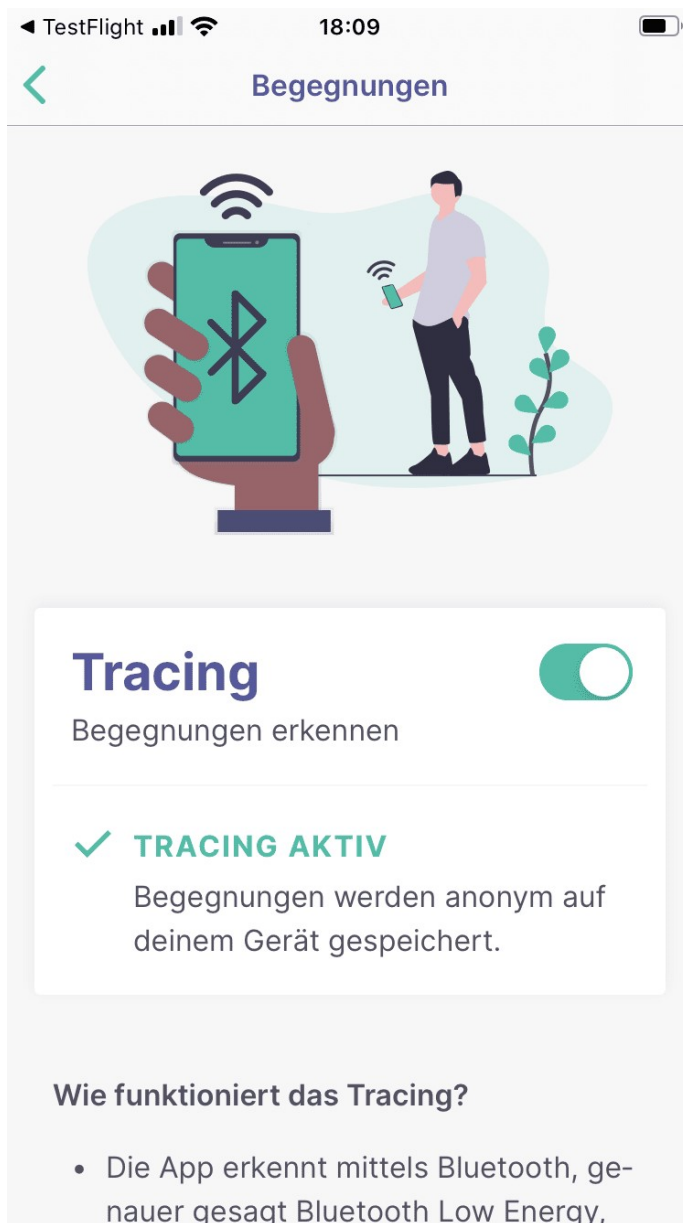 TestFlight
18:09
Begegnungen
Tracing
Begegnungen erkennen
TRACING AKTIV
Begegnungen werden anonym auf
deinem Gerät gespeichert.
Wie funktioniert das Tracing?
• Die App erkennt mittels Bluetooth, ge-
nauer gesagt Bluetooth Low Energy,